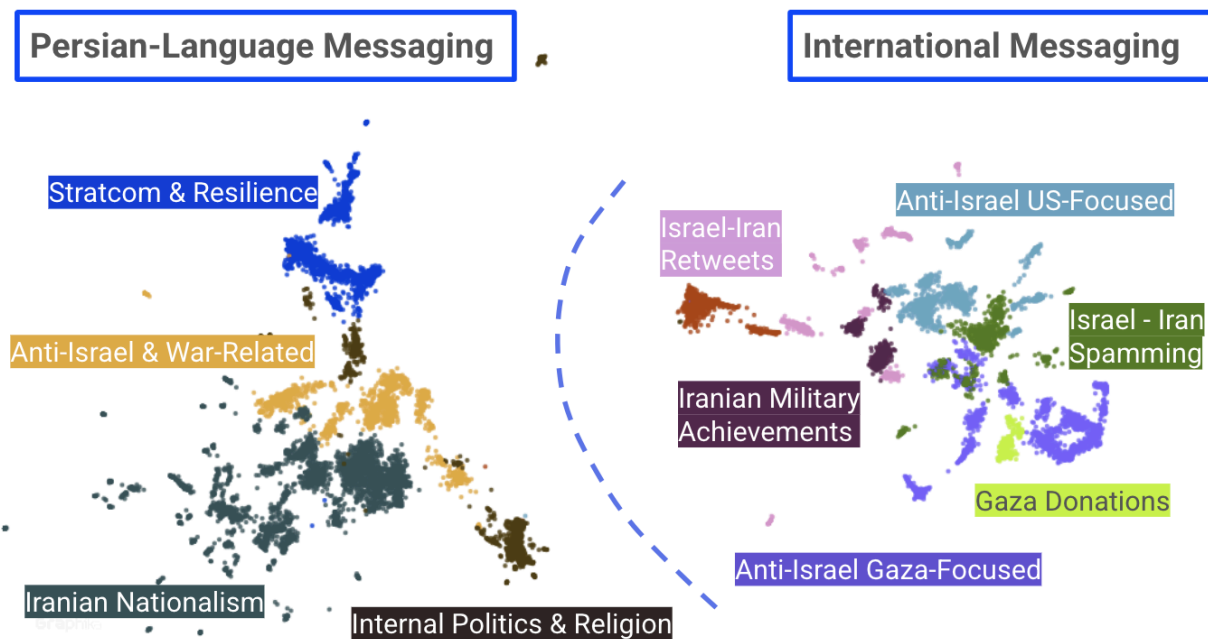 Persian-Language Messaging
International Messaging
Stratcom & Resilience
Anti-Israel US-Focused
Israel-Iran
Retweets
Israel - Iran
Spamming
Anti-Israel & War-Related
Iranian Military
Achievements
Gaza Donations
Anti-Israel Gaza-Focused
Iranian Nationalism
Internal Politics & Religion